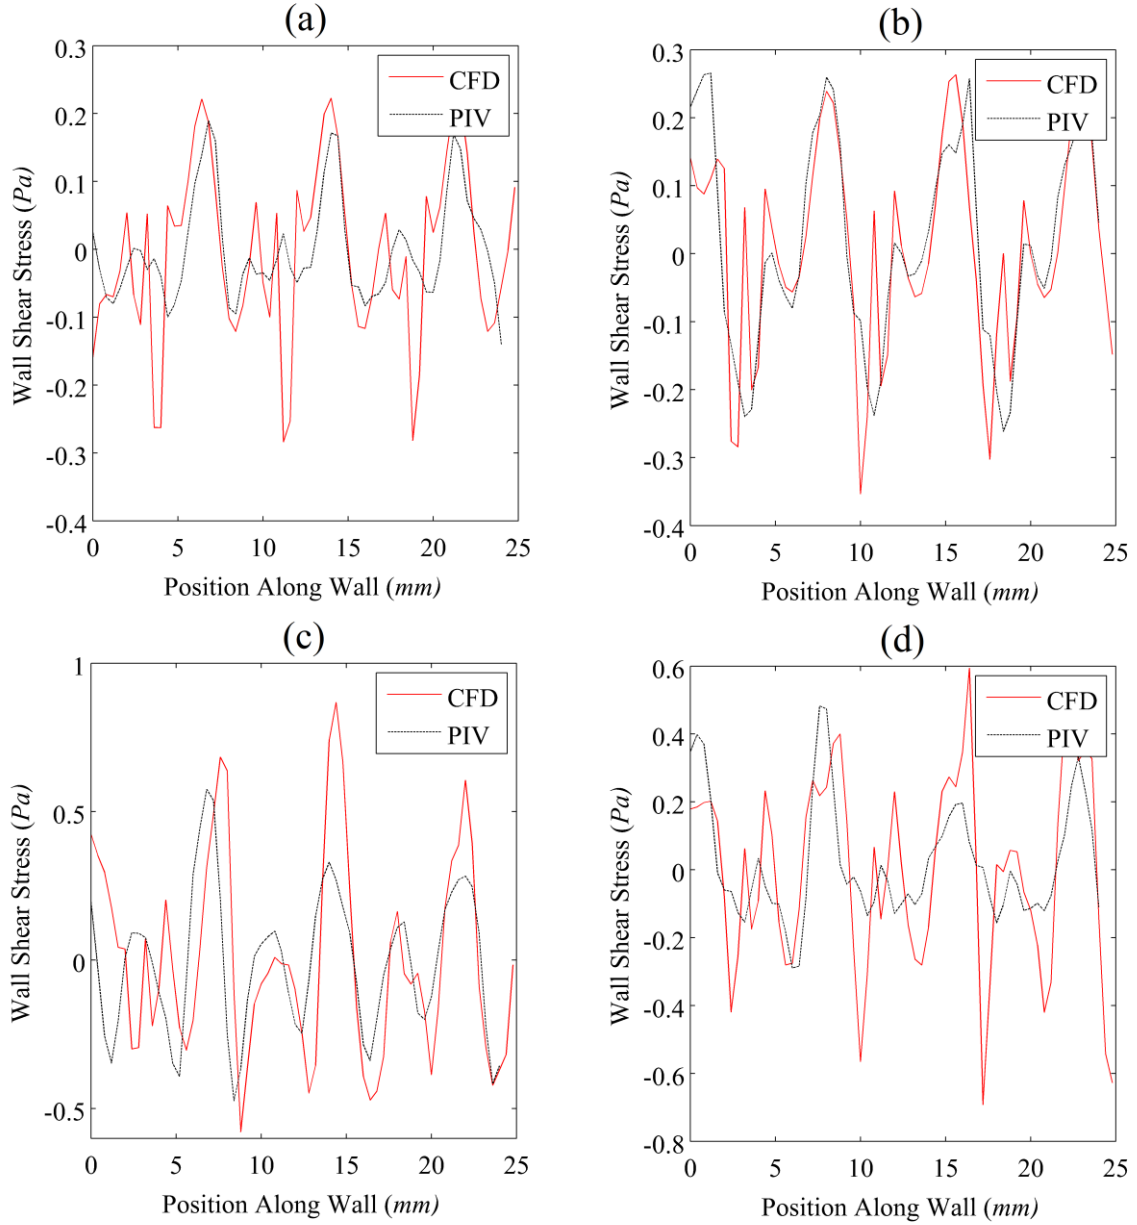 (a)
0.3
0.2
0.1
0
-0.1
-0.2
-0.3
-0.4
Wall Shear Stress (Pa)
CFD
PIV
0 5 10 15 20 25
Position Along Wall (mm)
(b)
0.3
0.2
0.1
0
-0.1
-0.2
-0.3
-0.4
Wall Shear Stress (Pa)
CFD
PIV
0 5 10 15 20 25
Position Along Wall (mm)
(c)
1
0.5
0
-0.5
Wall Shear Stress (Pa)
CFD
PIV
0 5 10 15 20 25
Position Along Wall (mm)
(d)
0.6
0.4
0.2
0
-0.2
-0.4
-0.6
-0.8
Wall Shear Stress (Pa)
CFD
PIV
0 5 10 15 20 25
Position Along Wall (mm)